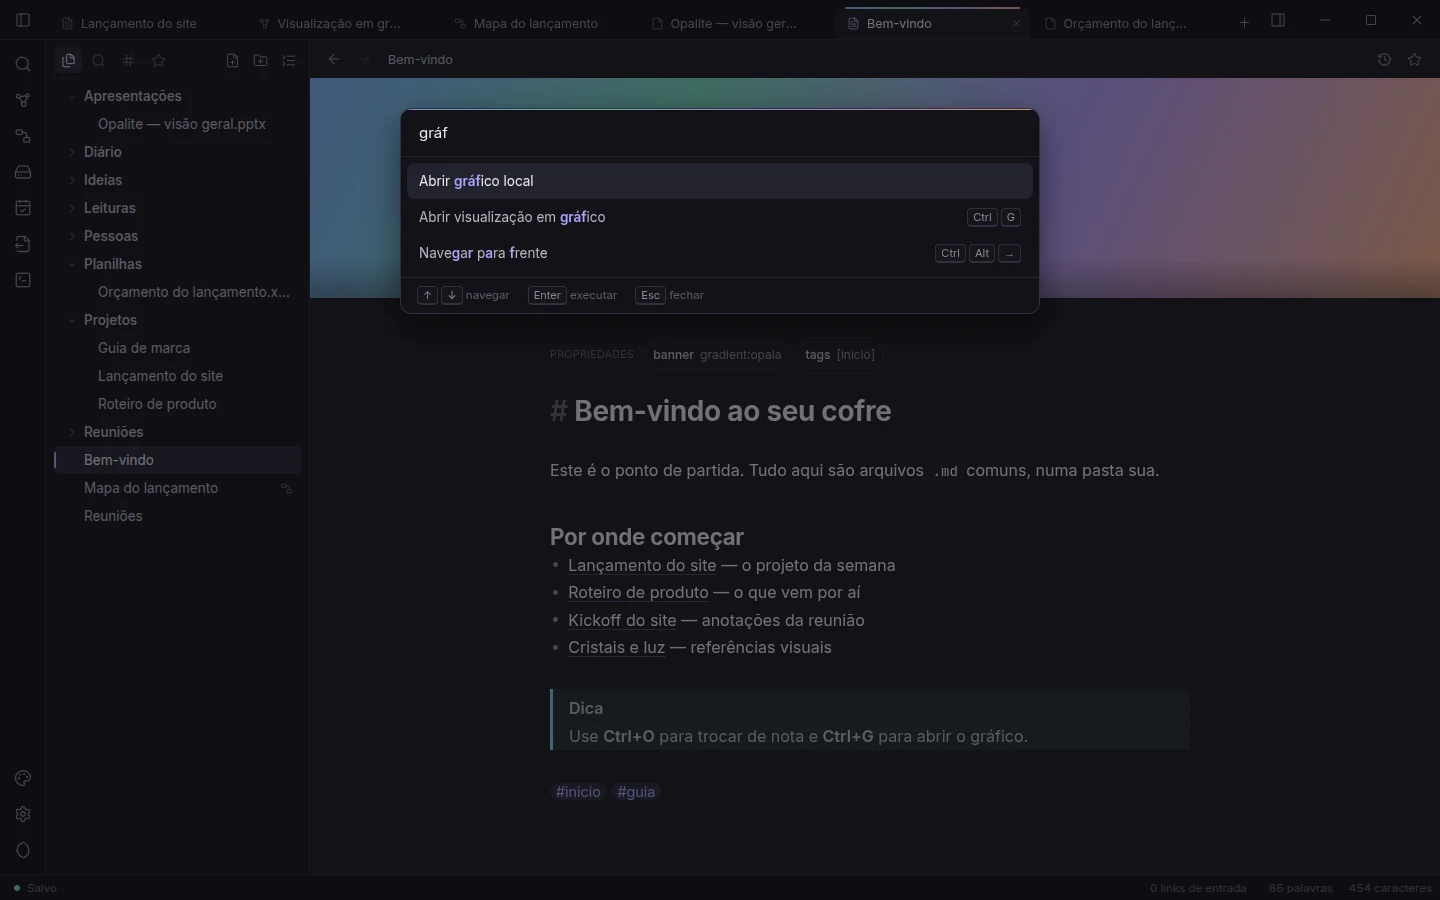 Lançamento do site
Visualização em gr...
Mapa do lançamento
Opalite — visão ger...
Bem-vindo
Orçamento do lanç...
Bem-vindo
Apresentações
Opalite — visão geral.pptx
Diário
Ideias
Leituras
Pessoas
Planilhas
Orçamento do lançamento.x...
Projetos
Guia de marca
Lançamento do site
Roteiro de produto
Reuniões
Bem-vindo
Mapa do lançamento
Reuniões
gráf
Abrir gráfico local
Abrir visualização em gráfico Ctrl G
Navegar para frente Ctrl Alt →
↑ ↓ navegar Enter executar Esc fechar
PROPRIEDADES banner gradient:opala tags [inicio]
# Bem-vindo ao seu cofre
Este é o ponto de partida. Tudo aqui são arquivos .md comuns, numa pasta sua.
Por onde começar
• Lançamento do site — o projeto da semana
• Roteiro de produto — o que vem por aí
• Kickoff do site — anotações da reunião
• Cristais e luz — referências visuais
Dica
Use Ctrl+O para trocar de nota e Ctrl+G para abrir o gráfico.
#inicio #guia
Salvo
0 links de entrada 66 palavras 454 caracteres